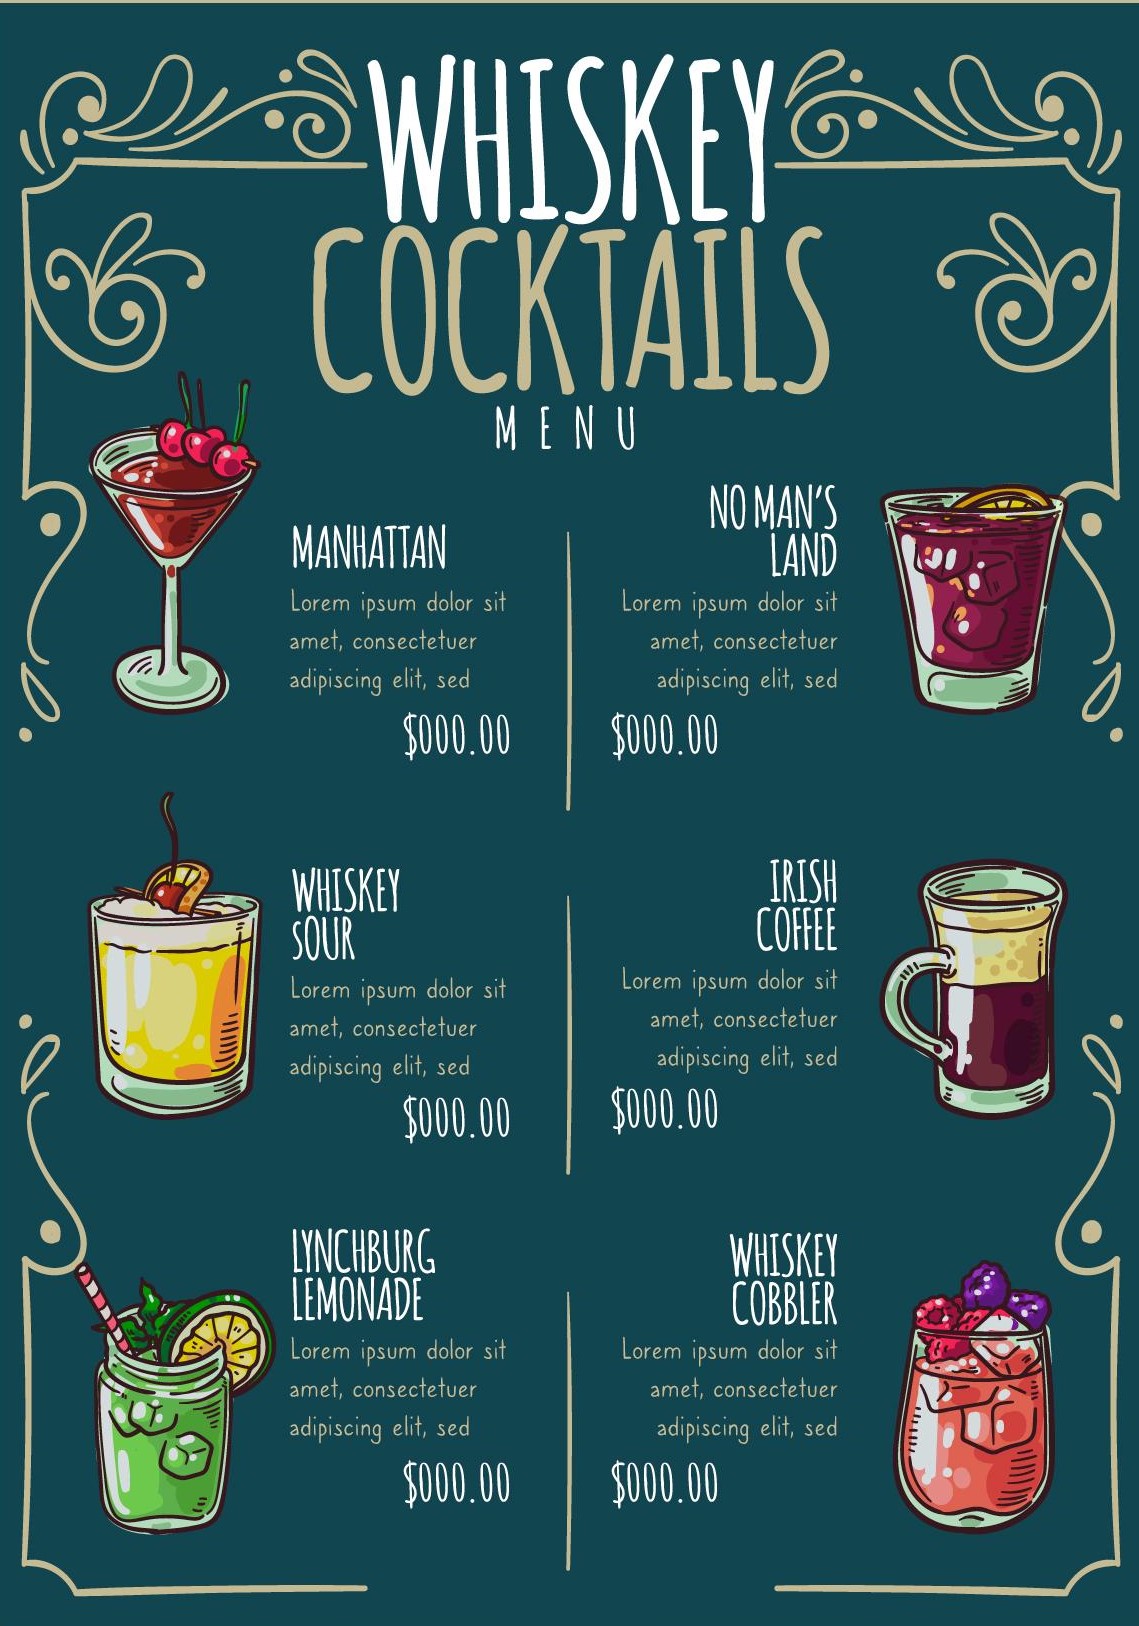 WHISKEY
COCKTAILS
MENU
MANHATTAN
Lorem ipsum dolor sit
amet, consectetuer
adipiscing elit, sed
$000.00
NO MAN'S
LAND
Lorem ipsum dolor sit
amet, consectetuer
adipiscing elit, sed
$000.00
WHISKEY
SOUR
Lorem ipsum dolor sit
amet, consectetuer
adipiscing elit, sed
$000.00
IRISH
COFFEE
Lorem ipsum dolor sit
amet, consectetuer
adipiscing elit, sed
$000.00
LYNCHBURG
LEMONADE
Lorem ipsum dolor sit
amet, consectetuer
adipiscing elit, sed
$000.00
WHISKEY
COBBLER
Lorem ipsum dolor sit
amet, consectetuer
adipiscing elit, sed
$000.00